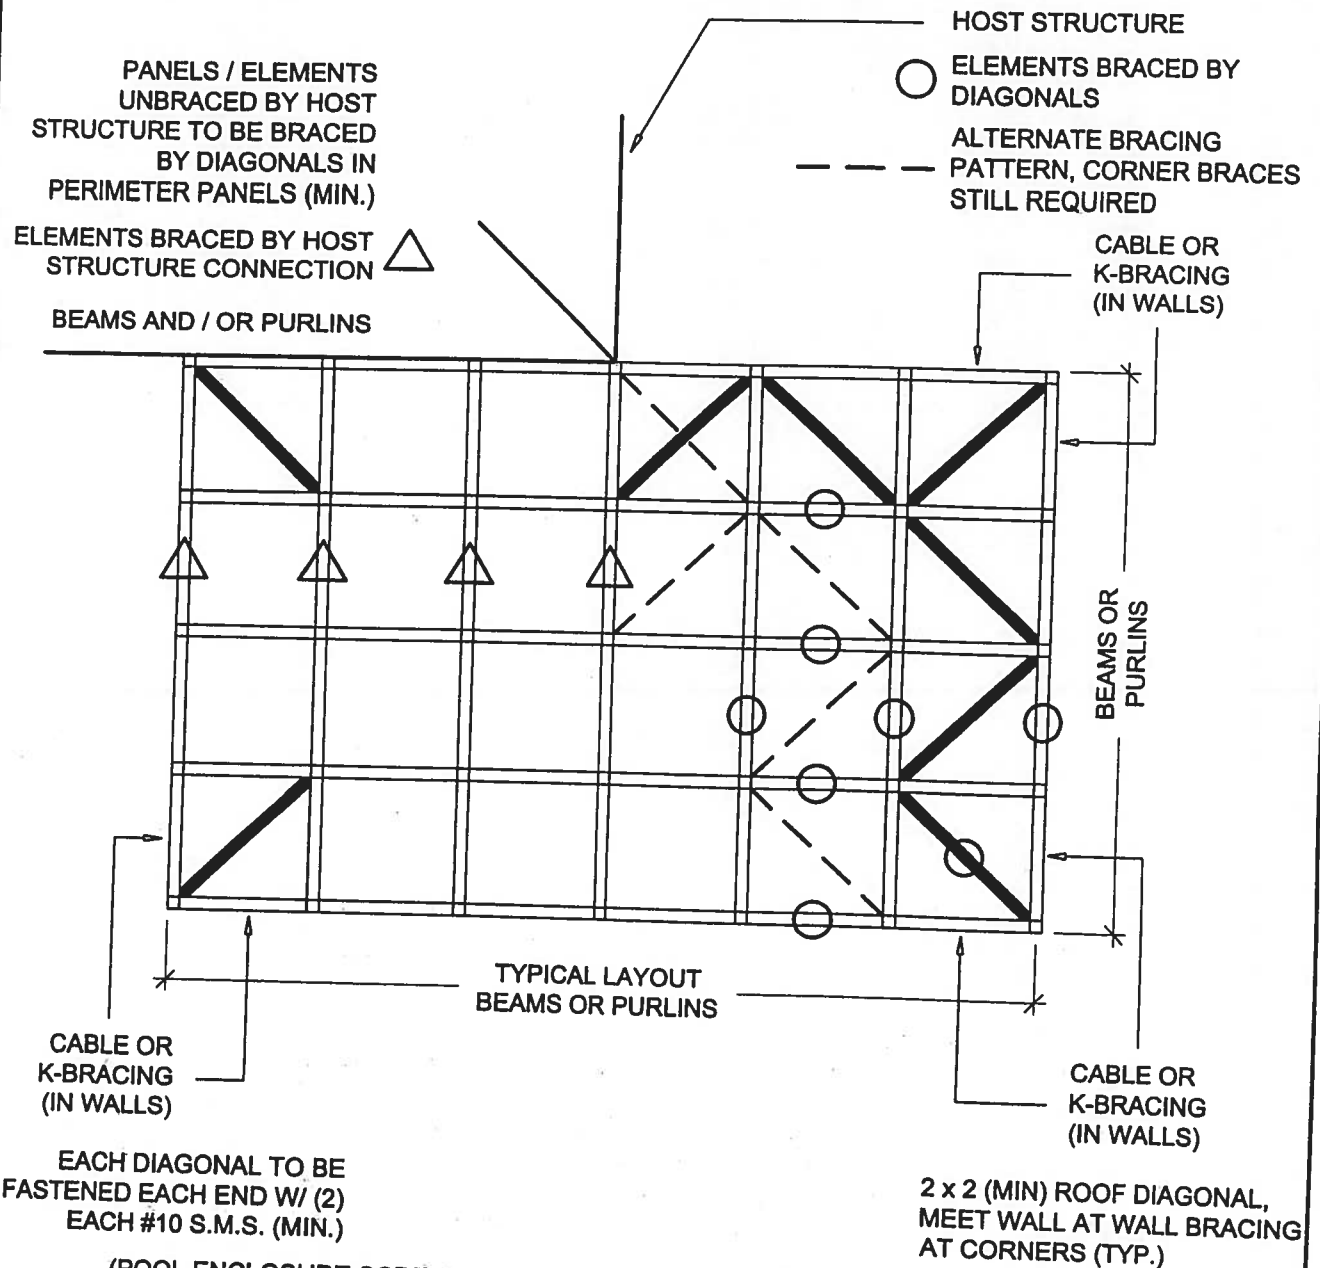 HOST STRUCTURE
ELEMENTS BRACED BY
DIAGONALS
ALTERNATE BRACING
PATTERN, CORNER BRACES
STILL REQUIRED
PANELS / ELEMENTS
UNBRACED BY HOST
STRUCTURE TO BE BRACED
BY DIAGONALS IN
PERIMETER PANELS (MIN.)
ELEMENTS BRACED BY HOST
STRUCTURE CONNECTION
BEAMS AND / OR PURLINS
CABLE OR
K-BRACING
(IN WALLS)
BEAMS OR
PURLINS
TYPICAL LAYOUT
BEAMS OR PURLINS
CABLE OR
K-BRACING
(IN WALLS)
CABLE OR
K-BRACING
(IN WALLS)
EACH DIAGONAL TO BE
FASTENED EACH END W/ (2)
EACH #10 S.M.S. (MIN.)
2 x 2 (MIN) ROOF DIAGONAL,
MEET WALL AT WALL BRACING
AT CORNERS (TYP.)
(POOL ENCLOSURE